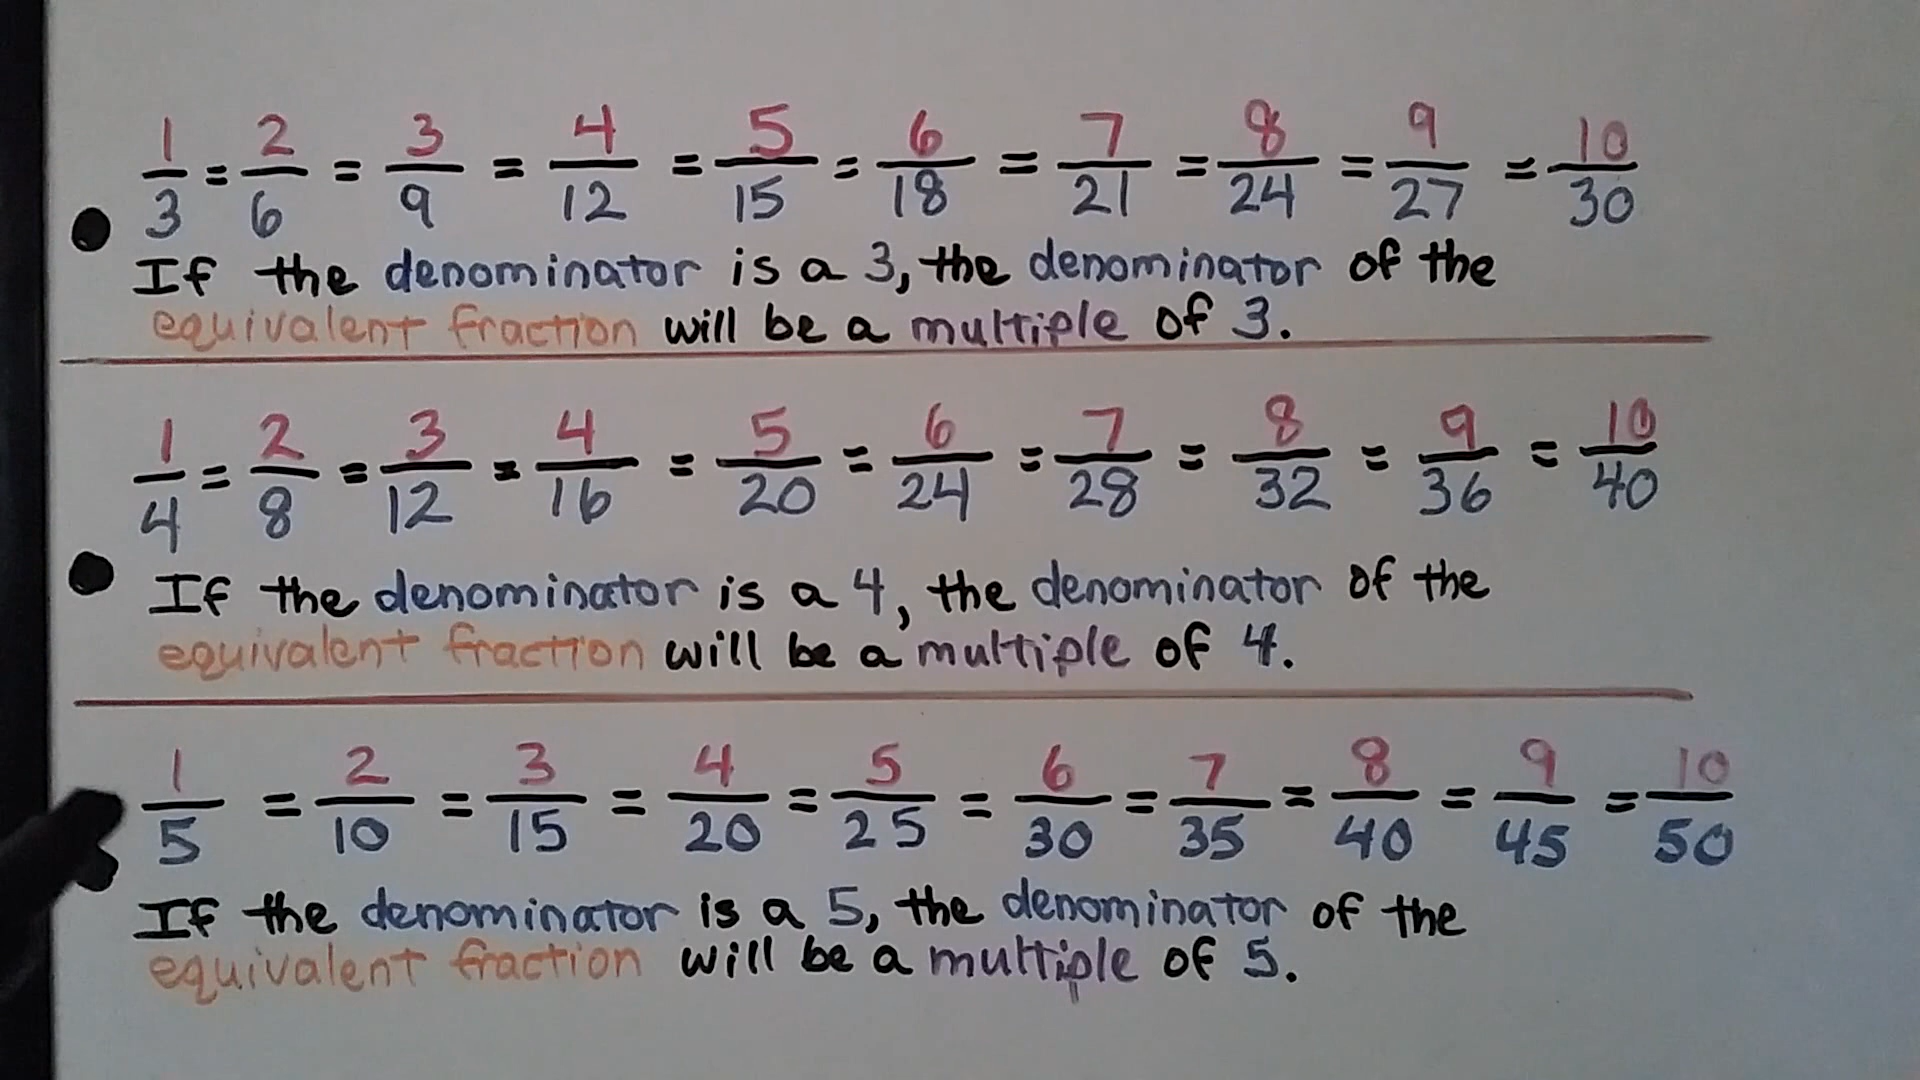 1/3 = 2/6 = 3/9 = 4/12 = 5/15 = 6/18 = 7/21 = 8/24 = 9/27 = 10/30
If the denominator is a 3, the denominator of the
equivalent fraction will be a multiple of 3.
1/4 = 2/8 = 3/12 = 4/16 = 5/20 = 6/24 = 7/28 = 8/32 = 9/36 = 10/40
If the denominator is a 4, the denominator of the
equivalent fraction will be a multiple of 4.
1/5 = 2/10 = 3/15 = 4/20 = 5/25 = 6/30 = 7/35 = 8/40 = 9/45 = 10/50
If the denominator is a 5, the denominator of the
equivalent fraction will be a multiple of 5.